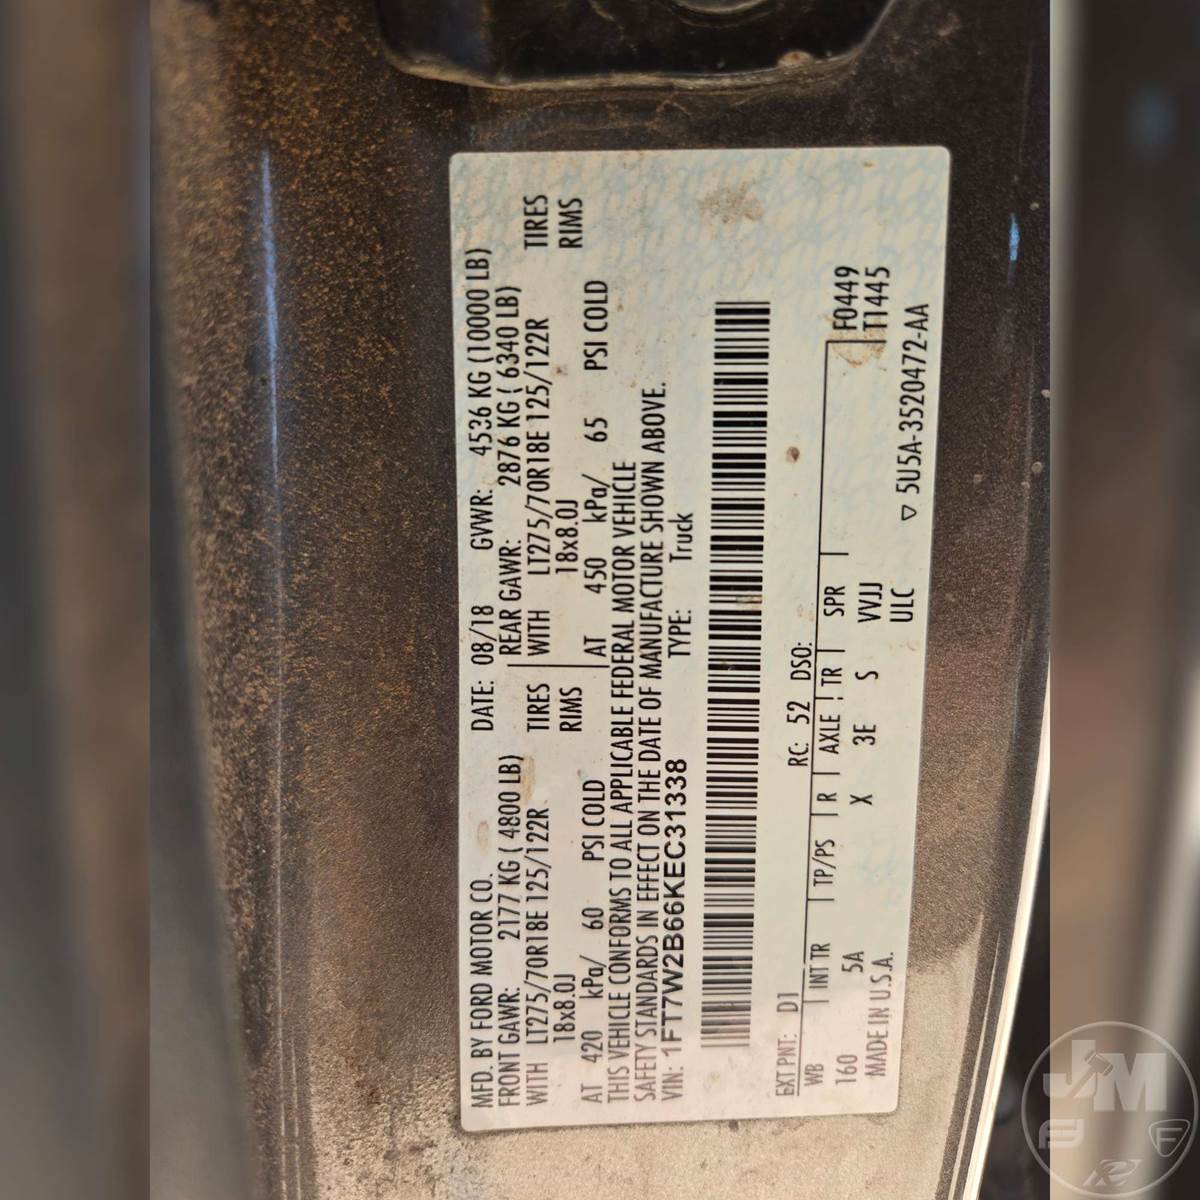 MFD. BY FORD MOTOR CO. DATE: 08/18 GVWR: 4536 KG (10000 LB)
FRONT GAWR: 2177 KG ( 4800 LB) REAR GAWR: 2876 KG ( 6340 LB)
WITH LT275/70R18E 125/122R TIRES WITH LT275/70R18E 125/122R TIRES
18x8.0J RIMS 18x8.0J RIMS
AT 420 kPa/ 60 PSI COLD AT 450 kPa/ 65 PSI COLD
THIS VEHICLE CONFORMS TO ALL APPLICABLE FEDERAL MOTOR VEHICLE
SAFETY STANDARDS IN EFFECT ON THE DATE OF MANUFACTURE SHOWN ABOVE.
VIN: 1FT7W2B66KEC31338 TYPE: Truck
EXT PNT: D1 RC: 52 DSO:
WB INT TR TP/PS R AXLE TR SPR F0449
160 5A X 3E S VVJJ T1445
MADE IN U.S.A. ULC
▽ 5U5A-3520472-AA
JM